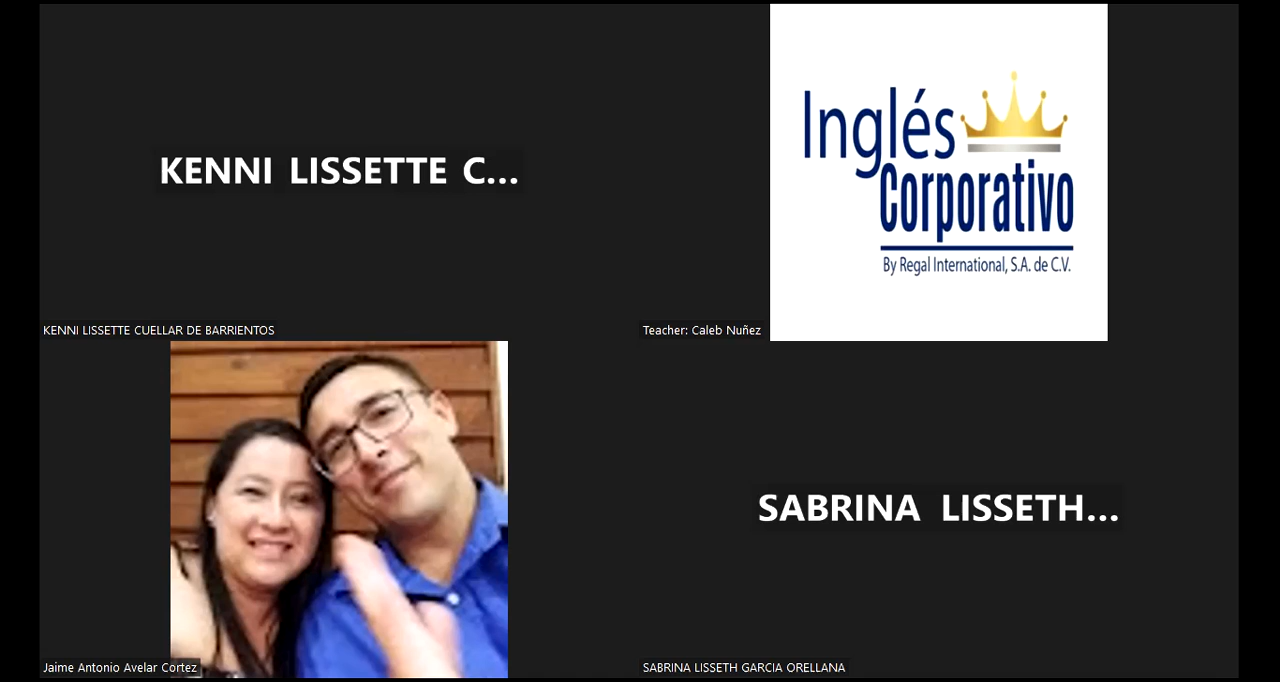 KENNI LISSETTE C...
KENNI LISSETTE CUELLAR DE BARRIENTOS
Inglés
Corporativo
By Regal International, S.A. de C.V.
Teacher: Caleb Nuñez
Jaime Antonio Avelar Cortez
SABRINA LISSETH...
SABRINA LISSETH GARCIA ORELLANA